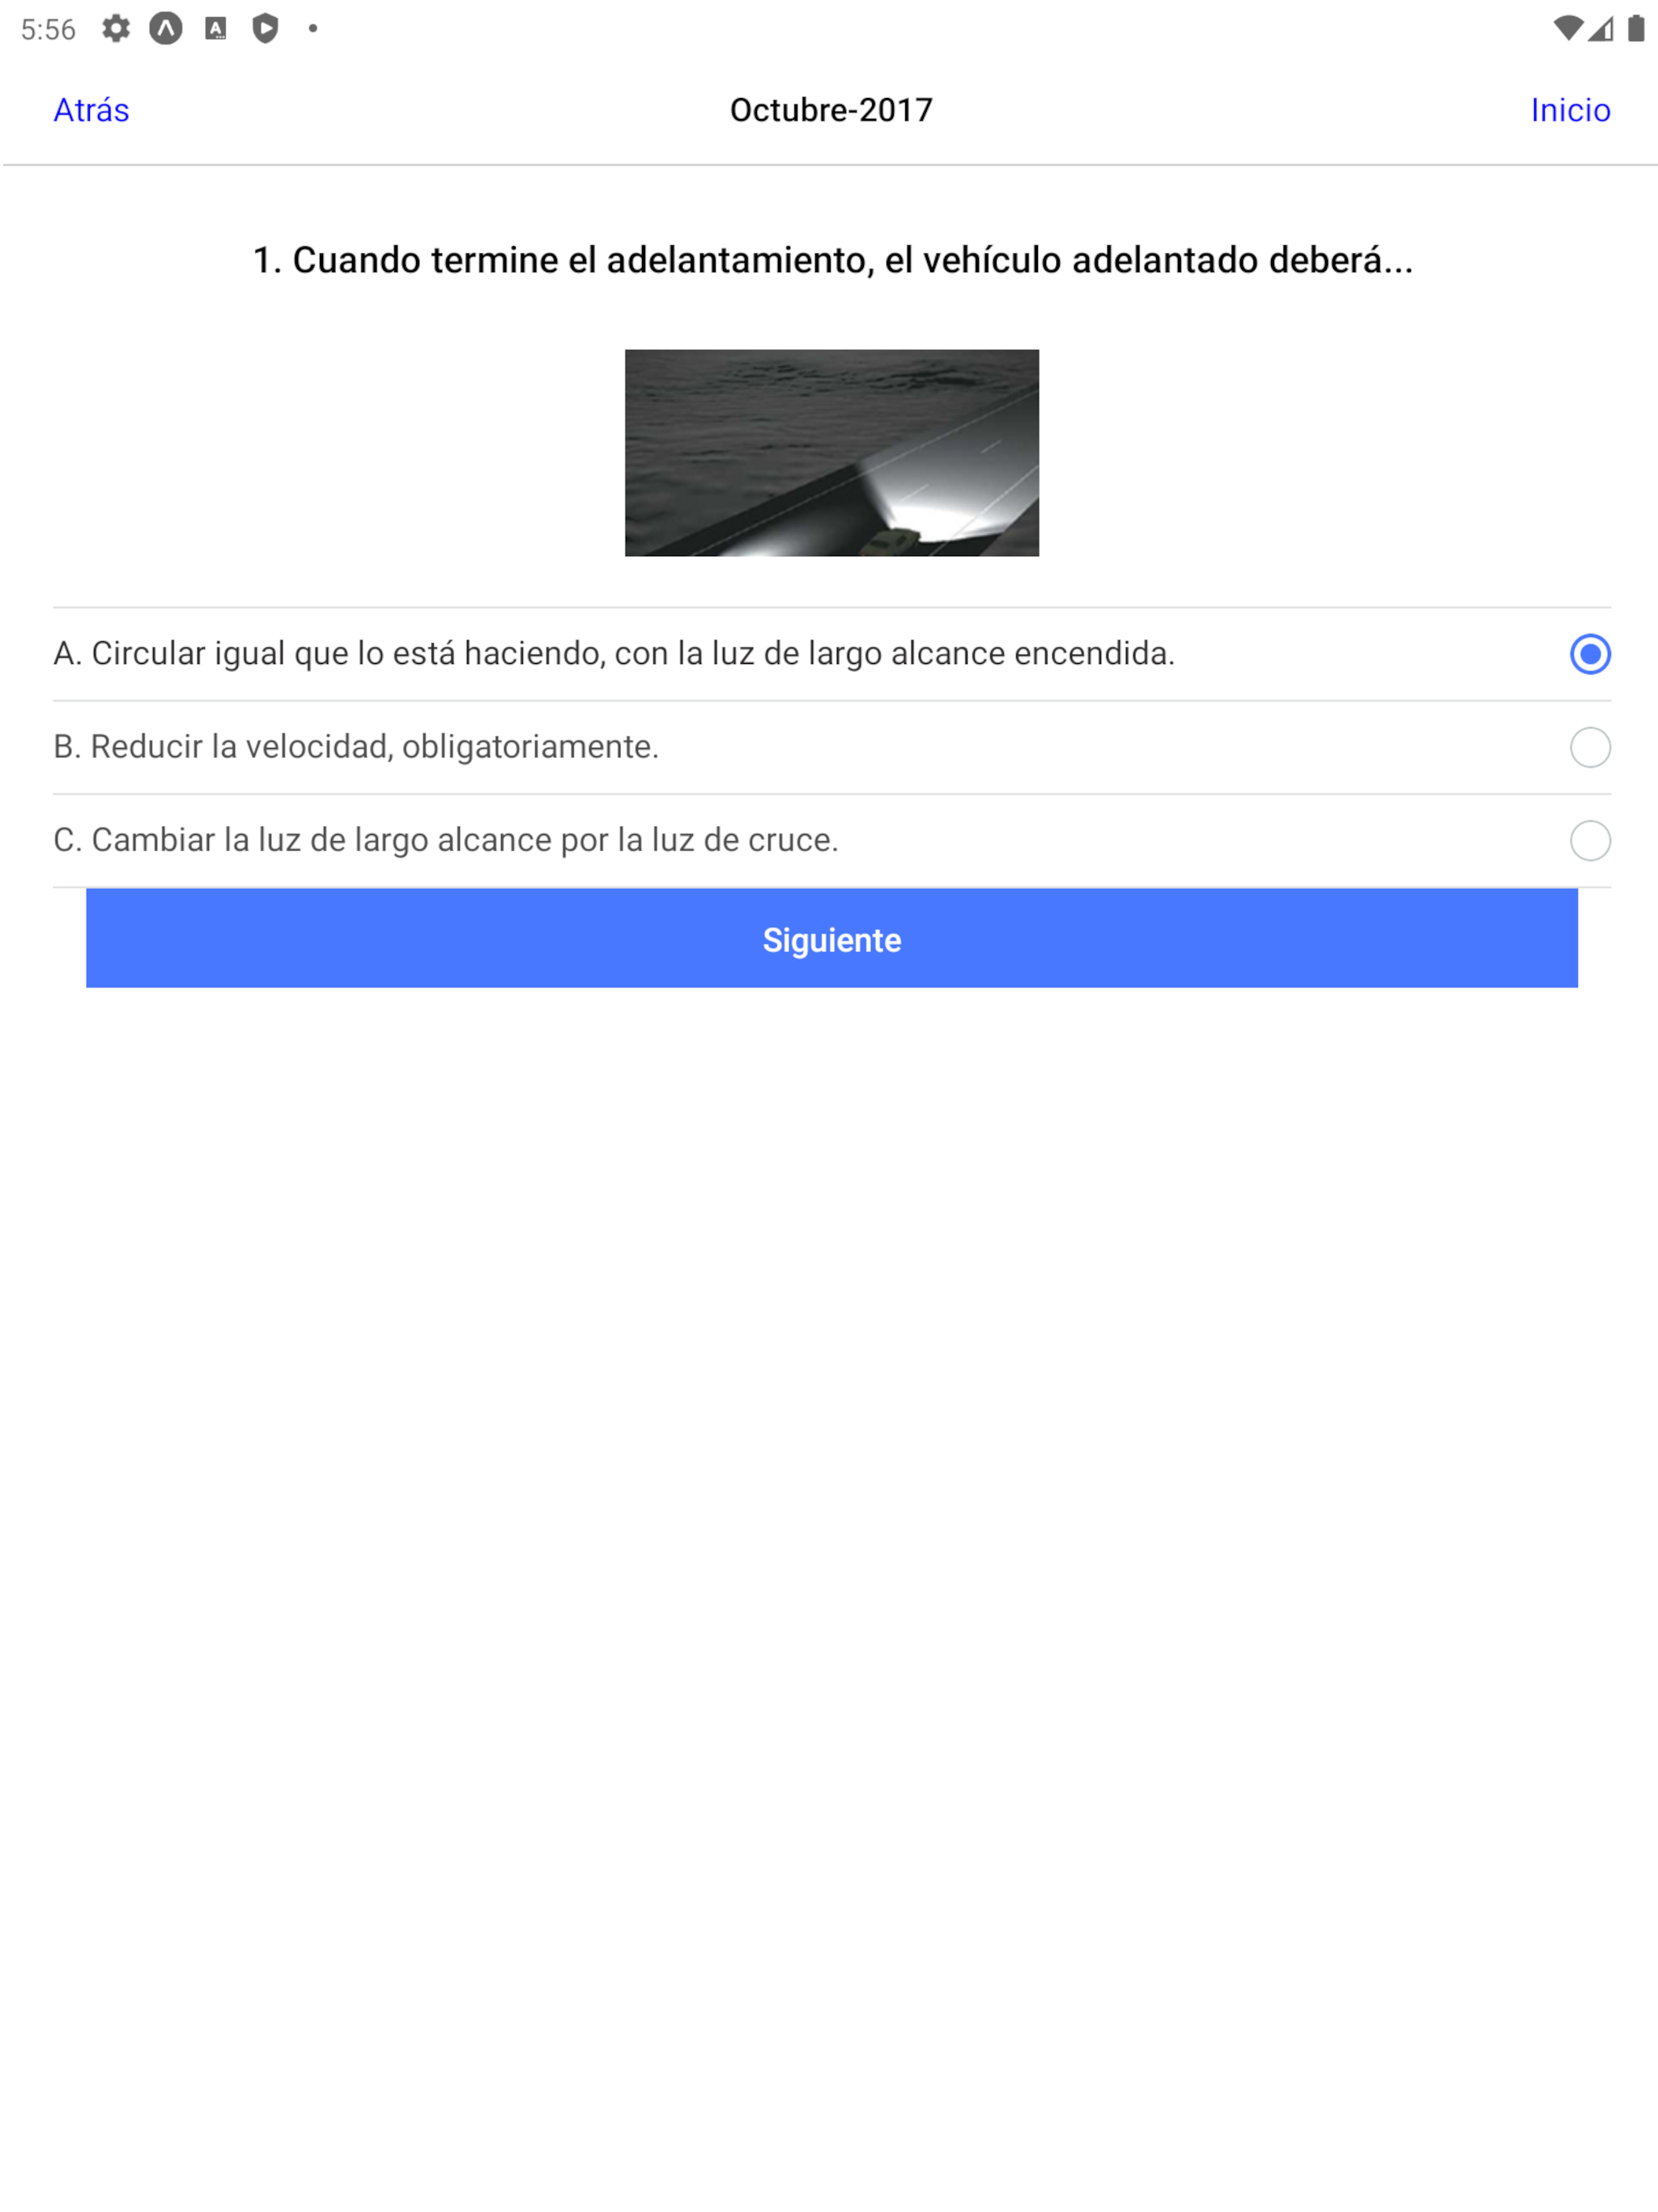 5:56
Atrás
Octubre-2017
Inicio
1. Cuando termine el adelantamiento, el vehículo adelantado deberá...
A. Circular igual que lo está haciendo, con la luz de largo alcance encendida.
B. Reducir la velocidad, obligatoriamente.
C. Cambiar la luz de largo alcance por la luz de cruce.
Siguiente